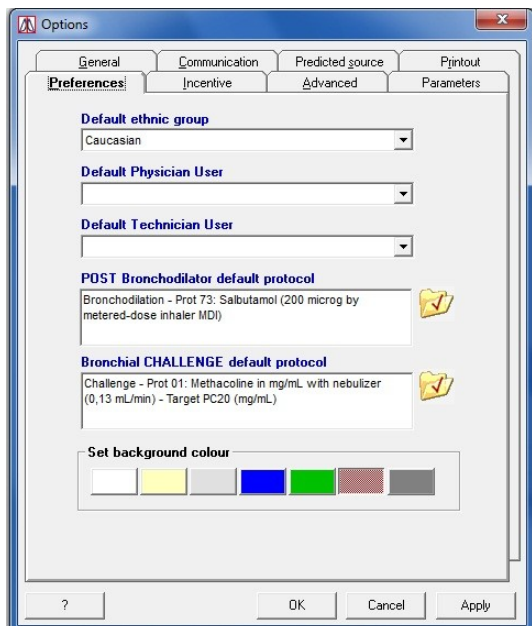 Options
General Communication Predicted source Printout
Preferences Incentive Advanced Parameters
Default ethnic group
Caucasian
Default Physician User
Default Technician User
POST Bronchodilator default protocol
Bronchodilation - Prot 73: Salbutamol (200 microg by
metered-dose inhaler MDI)
Bronchial CHALLENGE default protocol
Challenge - Prot 01: Methacoline in mg/mL with nebulizer
(0,13 mL/min) - Target PC20 (mg/mL)
Set background colour
? OK Cancel Apply